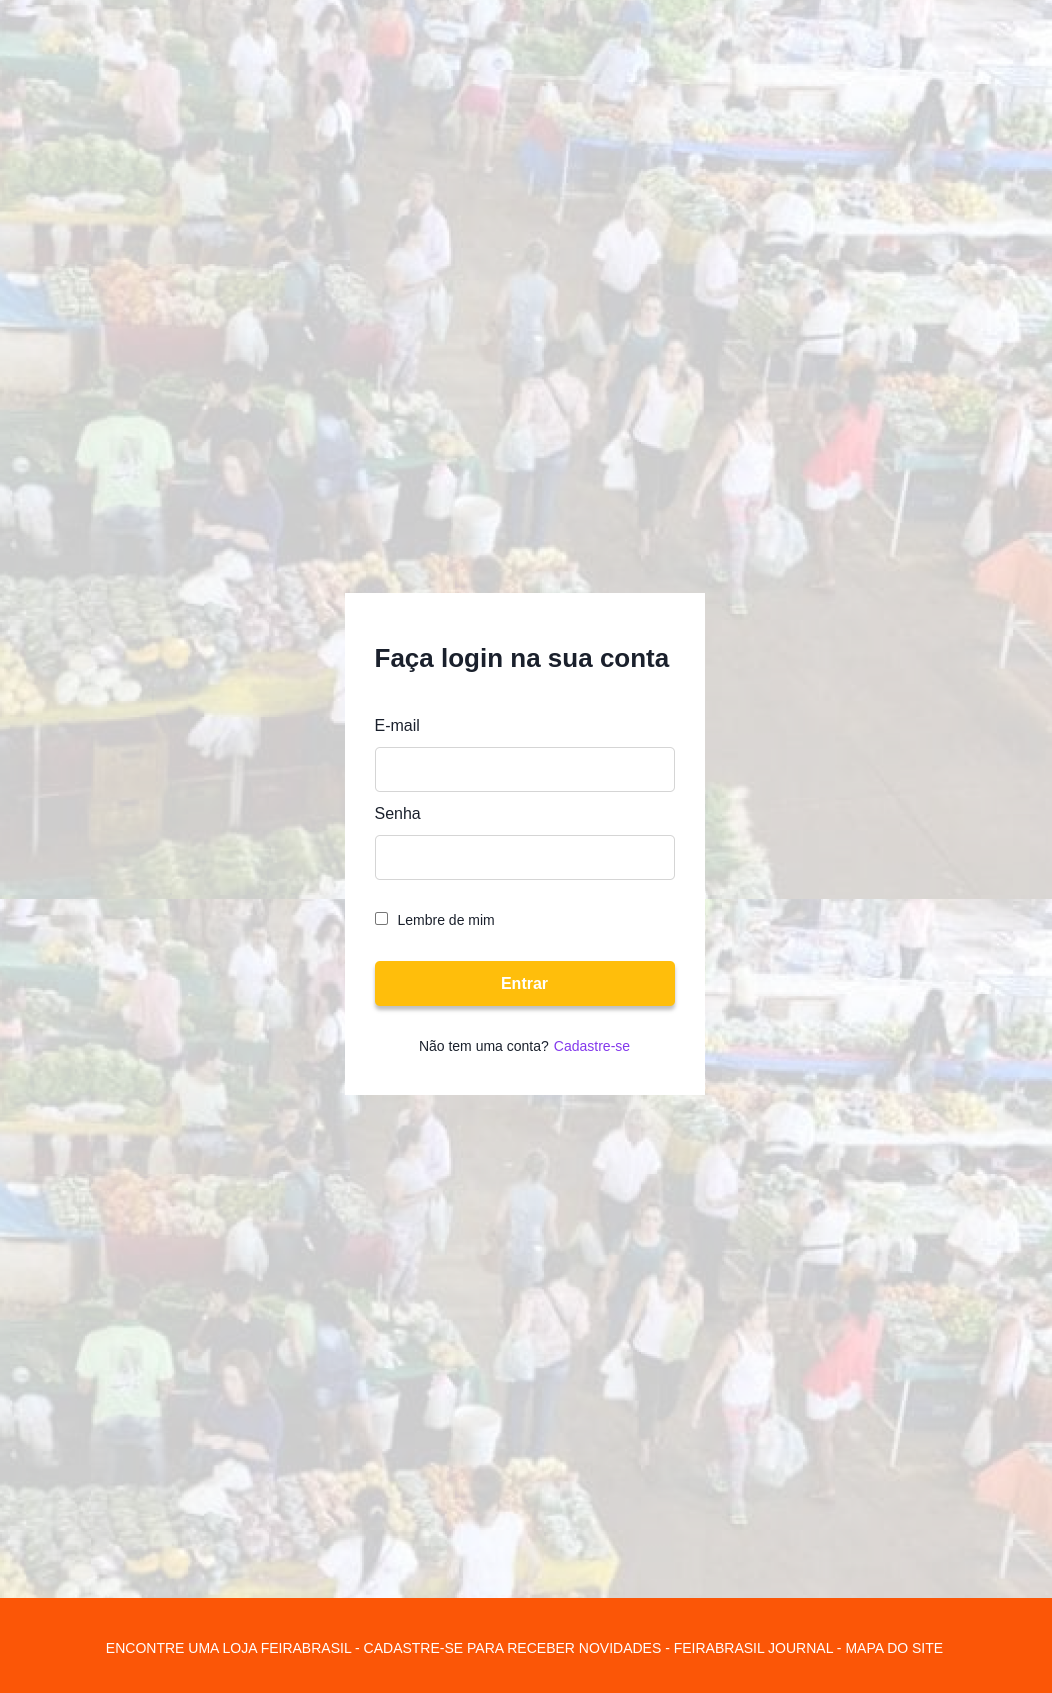 Faça login na sua conta
E-mail
Senha
Lembre de mim
Entrar
Não tem uma conta? Cadastre-se
ENCONTRE UMA LOJA FEIRABRASIL - CADASTRE-SE PARA RECEBER NOVIDADES - FEIRABRASIL JOURNAL - MAPA DO SITE